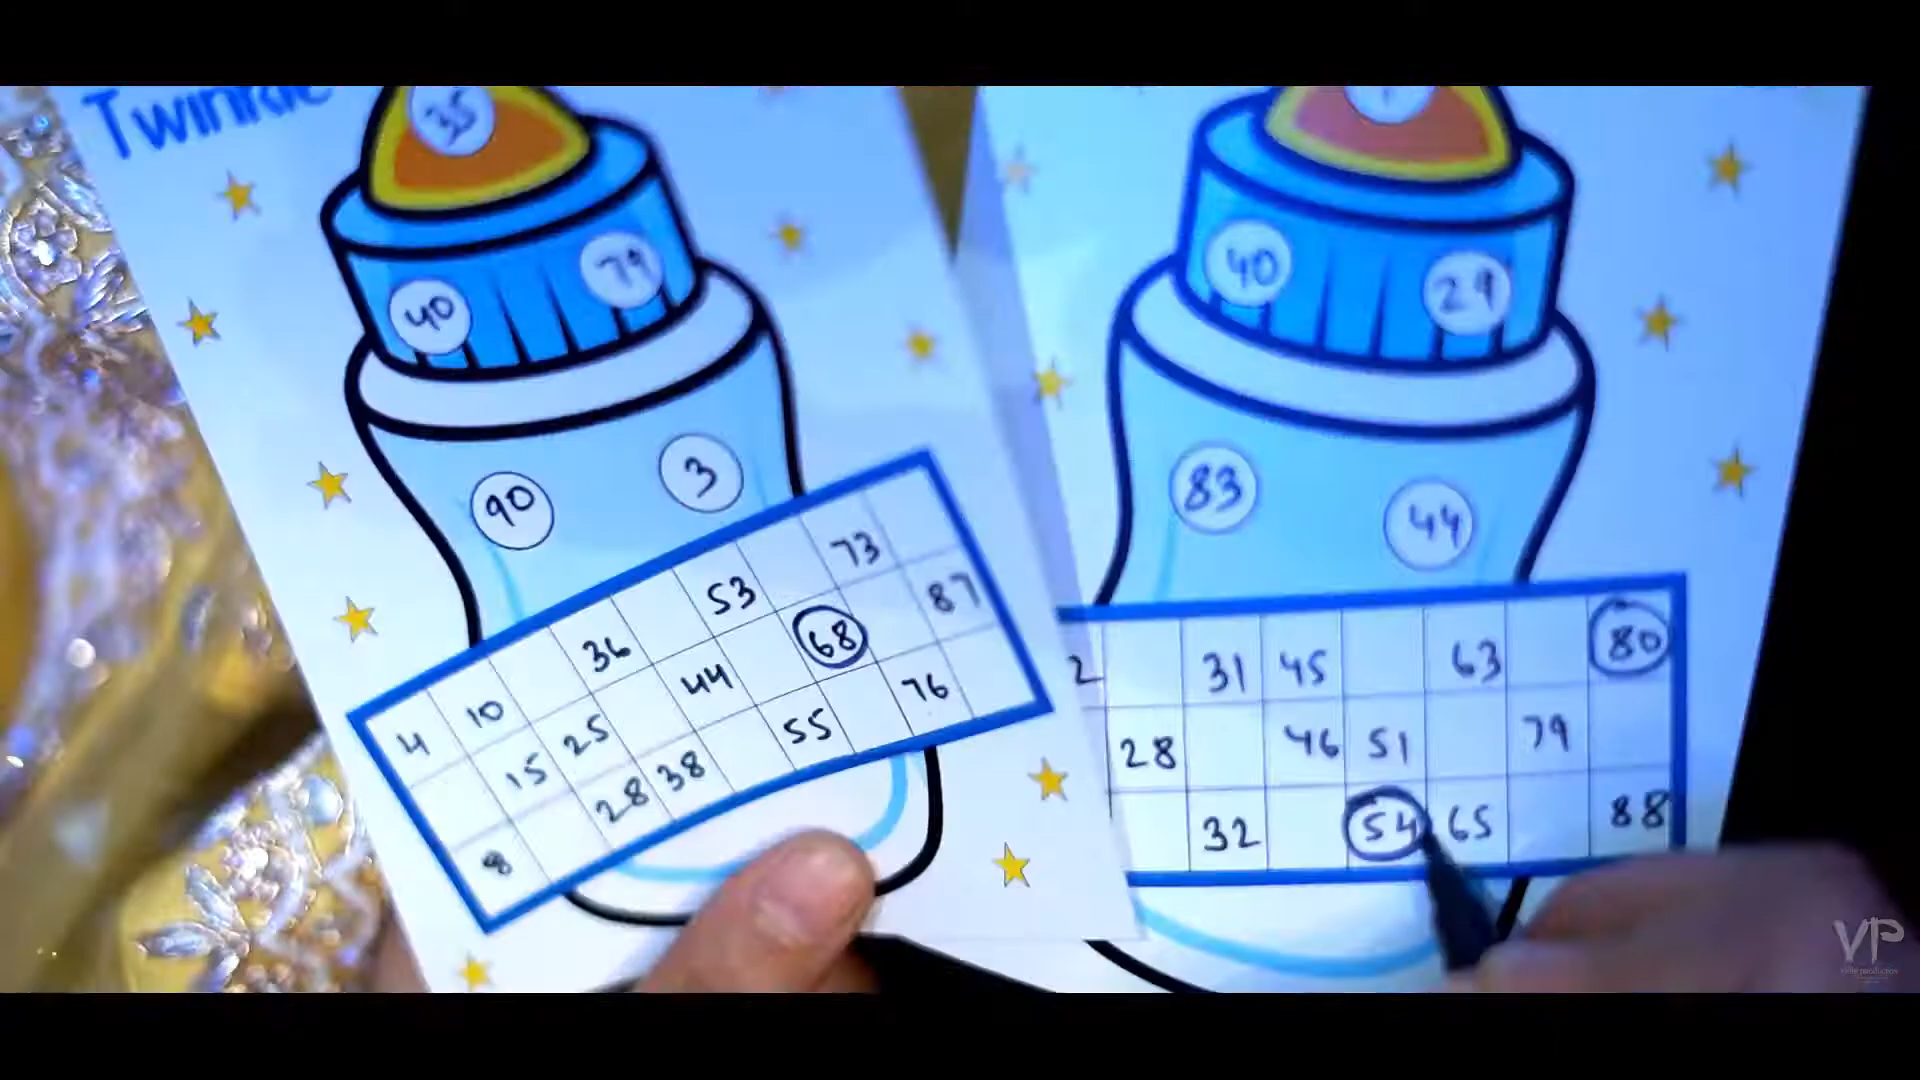 Twinkle
35
40 79
90 3
4 10 36 53 73
15 25 44 68 87
8 28 38 55 76
40 29
83 44
2 31 45 63 80
28 46 51 79
32 54 65 88
VP